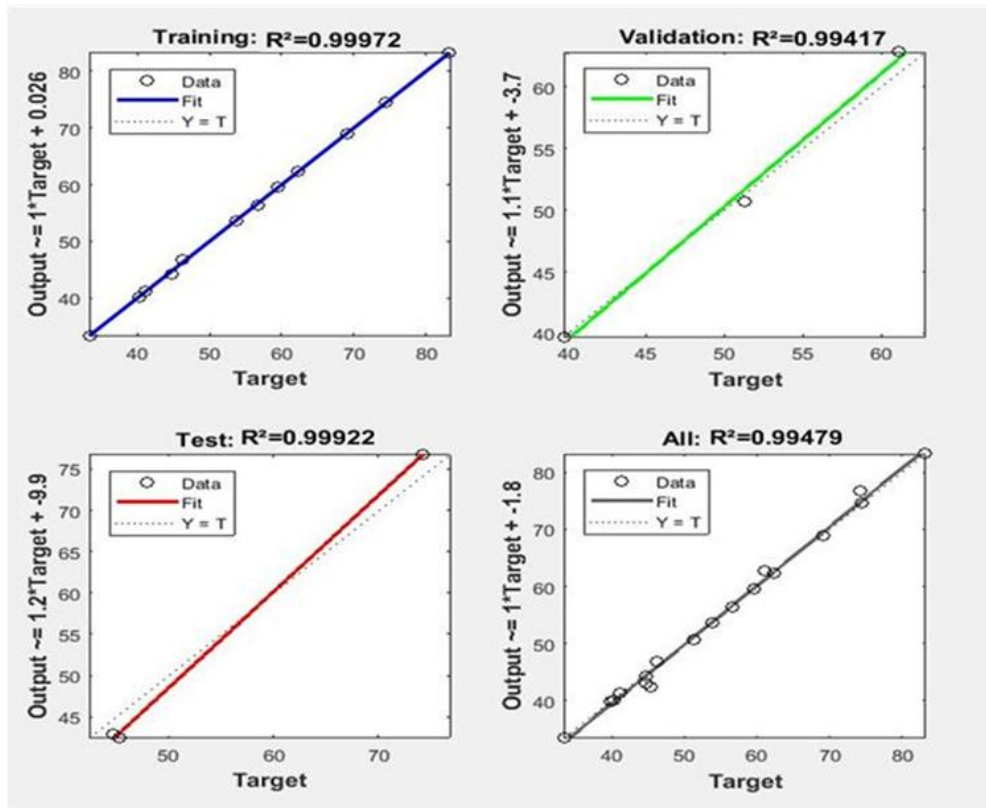 Training: R²=0.99972
Output ~= 1*Target + 0.026
80
70
60
50
40
Data
Fit
Y = T
40 50 60 70 80
Target
Validation: R²=0.99417
Output ~= 1.1*Target + -3.7
60
55
50
45
40
Data
Fit
Y = T
40 45 50 55 60
Target
Test: R²=0.99922
Output ~= 1.2*Target + -9.9
75
70
65
60
55
50
45
Data
Fit
Y = T
50 60 70
Target
All: R²=0.99479
Output ~= 1*Target + -1.8
80
70
60
50
40
Data
Fit
Y = T
40 50 60 70 80
Target